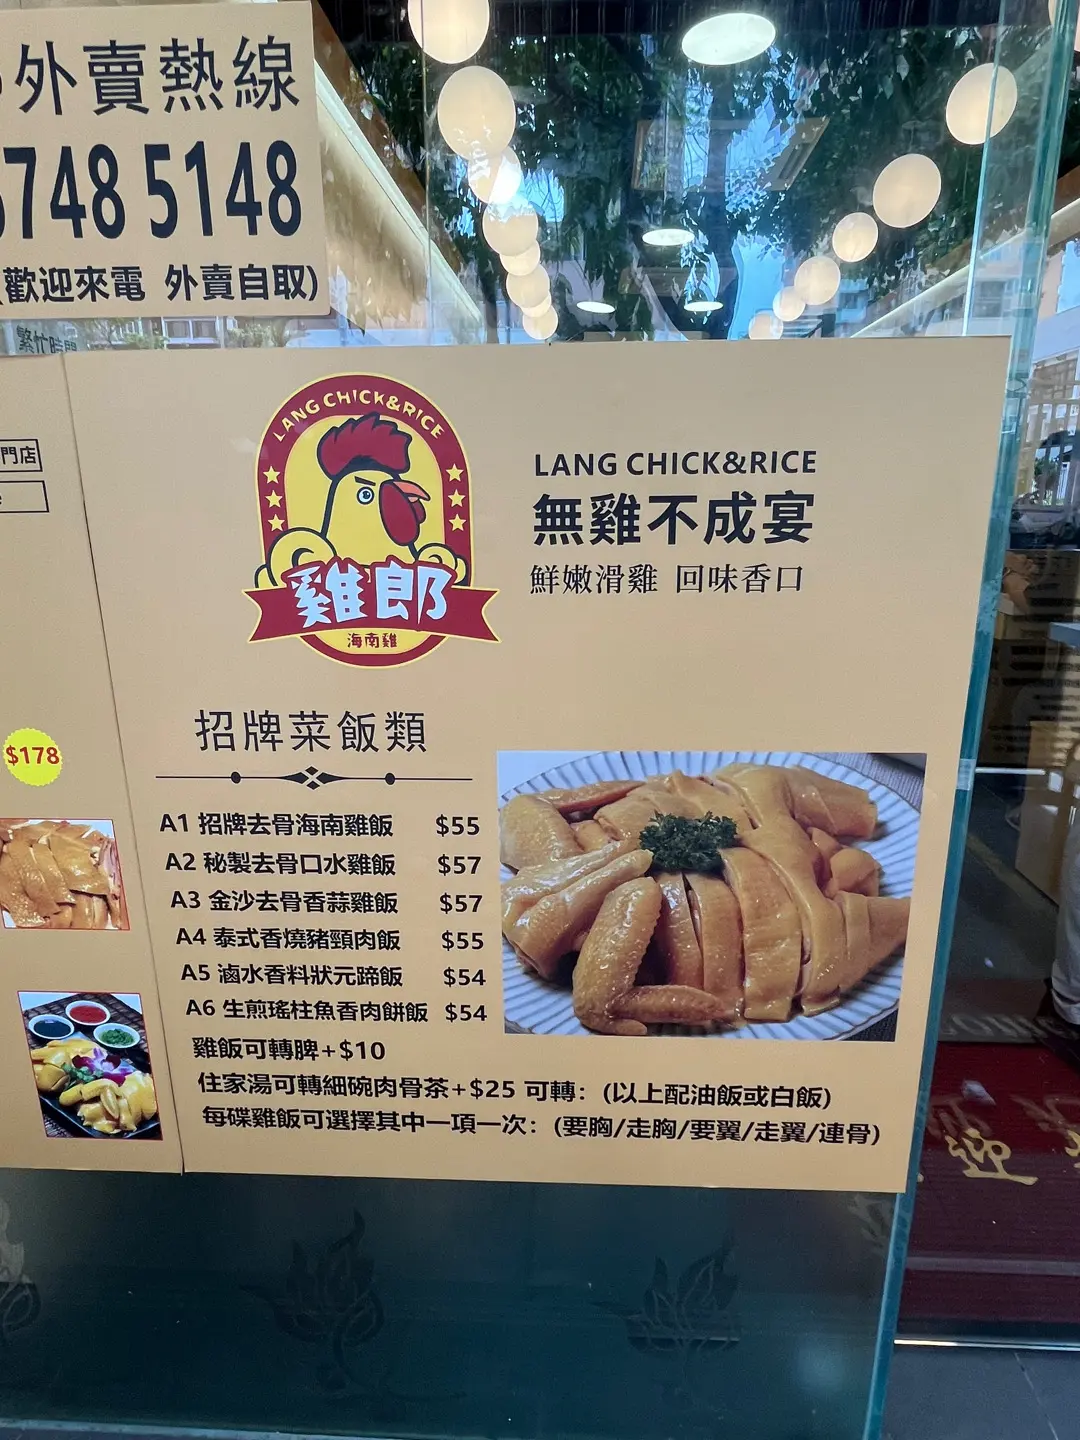 外賣熱線
748 5148
(歡迎來電 外賣自取)
繁忙時間
門店
LANG CHICK&RICE
雞郎
海南雞
LANG CHICK&RICE
無雞不成宴
鮮嫩滑雞 回味香口
$178
招牌菜飯類
A1 招牌去骨海南雞飯 $55
A2 秘製去骨口水雞飯 $57
A3 金沙去骨香蒜雞飯 $57
A4 泰式香燒豬頸肉飯 $55
A5 滷水香料狀元蹄飯 $54
A6 生煎瑤柱魚香肉餅飯 $54
雞飯可轉脾+$10
住家湯可轉細碗肉骨茶+$25 可轉：(以上配油飯或白飯)
每碟雞飯可選擇其中一項一次：(要胸/走胸/要翼/走翼/連骨)
迎